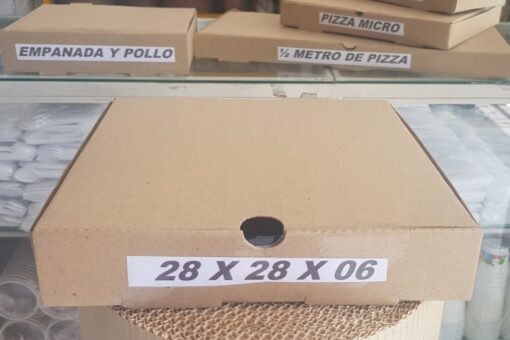 EMPANADA Y POLLO
PIZZA MICRO
½ METRO DE PIZZA
28 X 28 X 06